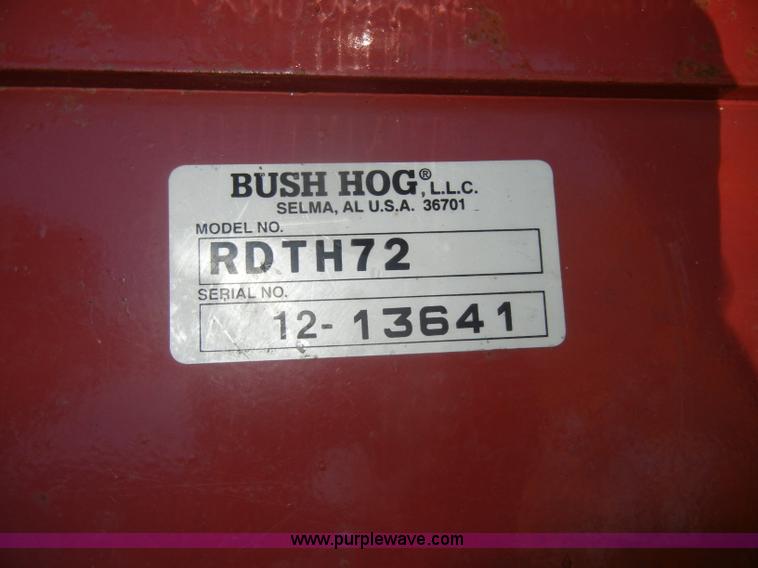 BUSH HOG®, L.L.C.
SELMA, AL U.S.A. 36701
MODEL NO.
RDTH72
SERIAL NO.
12-13641
www.purplewave.com